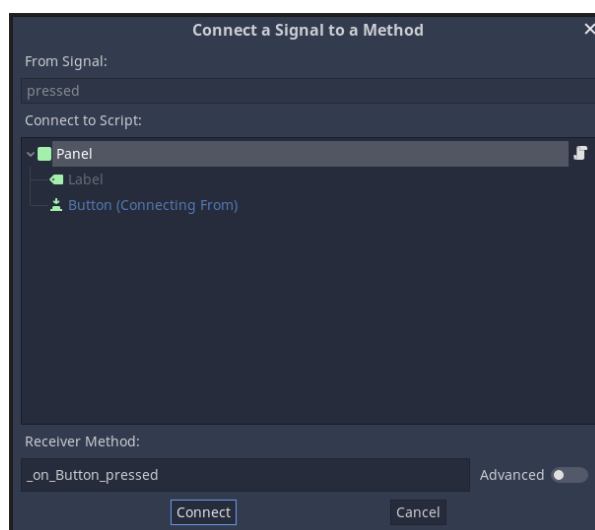 Connect a Signal to a Method
From Signal:
pressed
Connect to Script:
Panel
Label
Button (Connecting From)
Receiver Method:
_on_Button_pressed
Advanced
Connect
Cancel